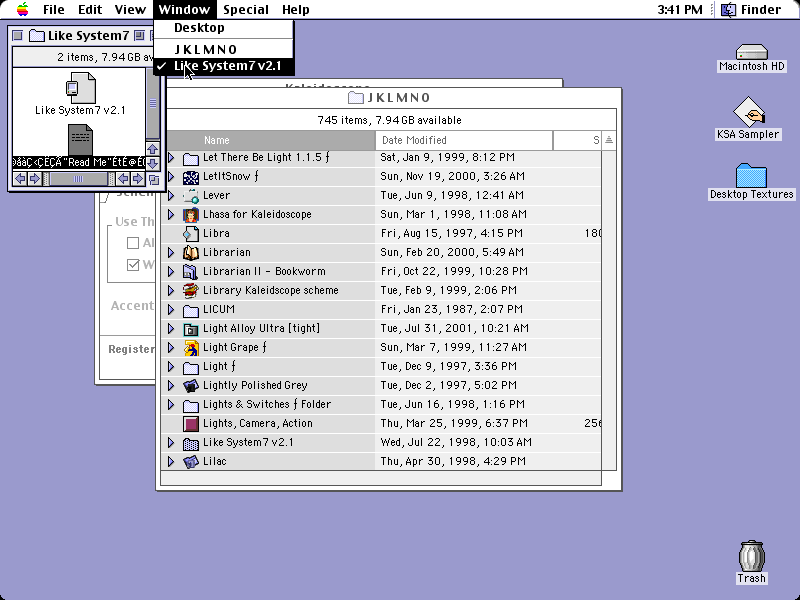 File Edit View Window Special Help 3:41 PM Finder
Desktop
J K L M N O
Like System7 v2.1
Like System7
2 items, 7.94 GB av
Like System7 v2.1
"Read Me"
Macintosh HD
KSA Sampler
Desktop Textures
Trash
Use Th
Accent
Register
J K L M N O
745 items, 7.94 GB available
Name Date Modified S
Let There Be Light 1.1.5 ƒ Sat, Jan 9, 1999, 8:12 PM
LetItSnow ƒ Sun, Nov 19, 2000, 3:26 AM
Lever Tue, Jun 9, 1998, 12:41 AM
Lhasa for Kaleidoscope Sun, Mar 1, 1998, 11:08 AM
Libra Fri, Aug 15, 1997, 4:15 PM 180
Librarian Sun, Feb 20, 2000, 5:49 AM
Librarian II - Bookworm Fri, Oct 22, 1999, 10:28 PM
Library Kaleidscope scheme Tue, Feb 9, 1999, 2:06 PM
LICUM Fri, Jan 23, 1987, 2:07 PM
Light Alloy Ultra [tight] Tue, Jul 31, 2001, 10:21 AM
Light Grape ƒ Sun, Mar 7, 1999, 11:27 AM
Light ƒ Tue, Dec 9, 1997, 3:36 PM
Lightly Polished Grey Tue, Dec 2, 1997, 5:02 PM
Lights & Switches ƒ Folder Tue, Jun 16, 1998, 1:16 PM
Lights, Camera, Action Thu, Mar 25, 1999, 6:37 PM 256
Like System7 v2.1 Wed, Jul 22, 1998, 10:03 AM
Lilac Thu, Apr 30, 1998, 4:29 PM